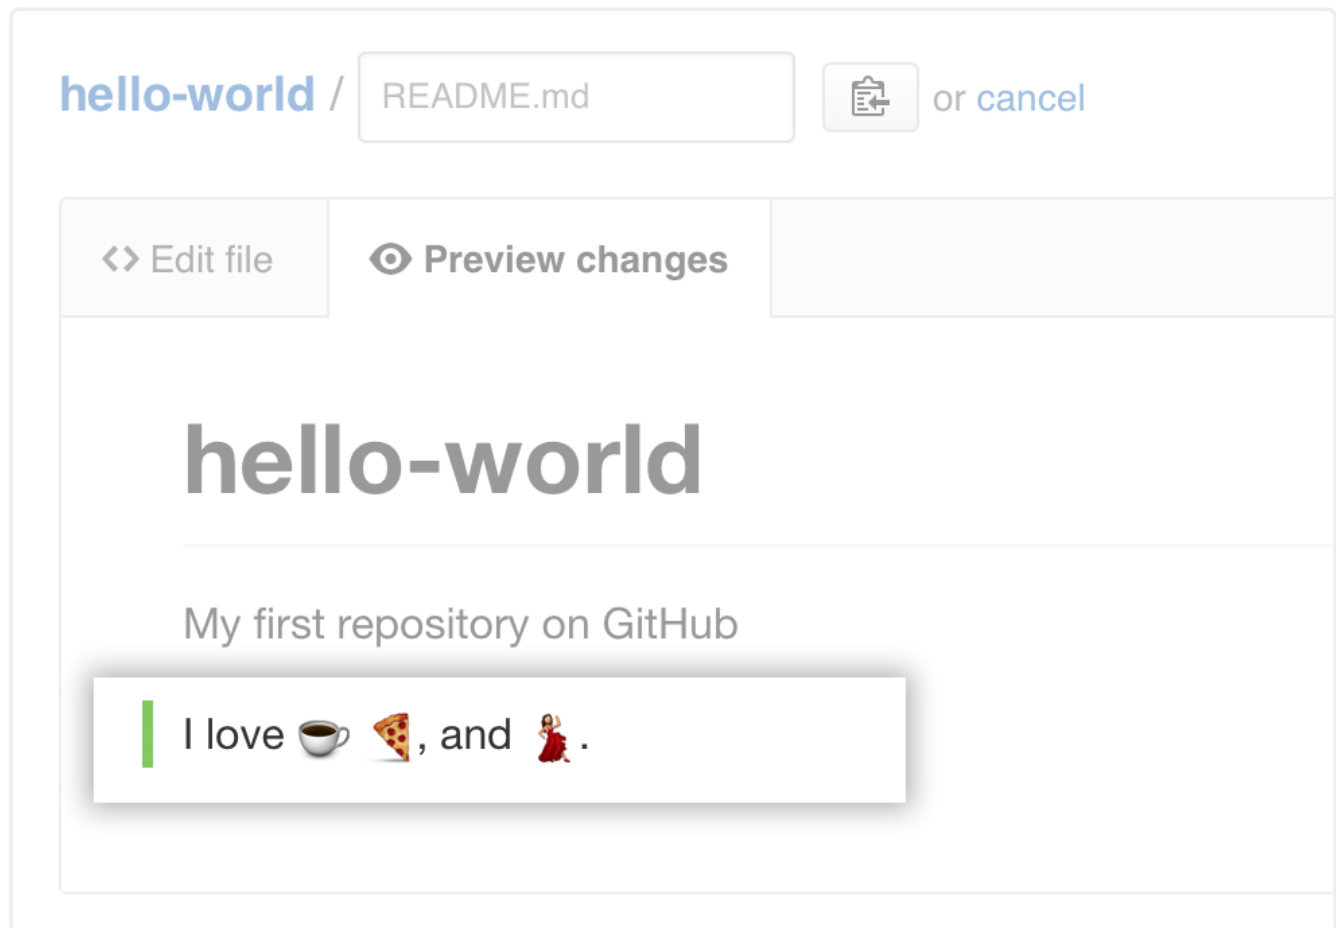 hello-world / README.md or cancel
<> Edit file Preview changes
hello-world
My first repository on GitHub
I love ☕ 🍕, and 💃.